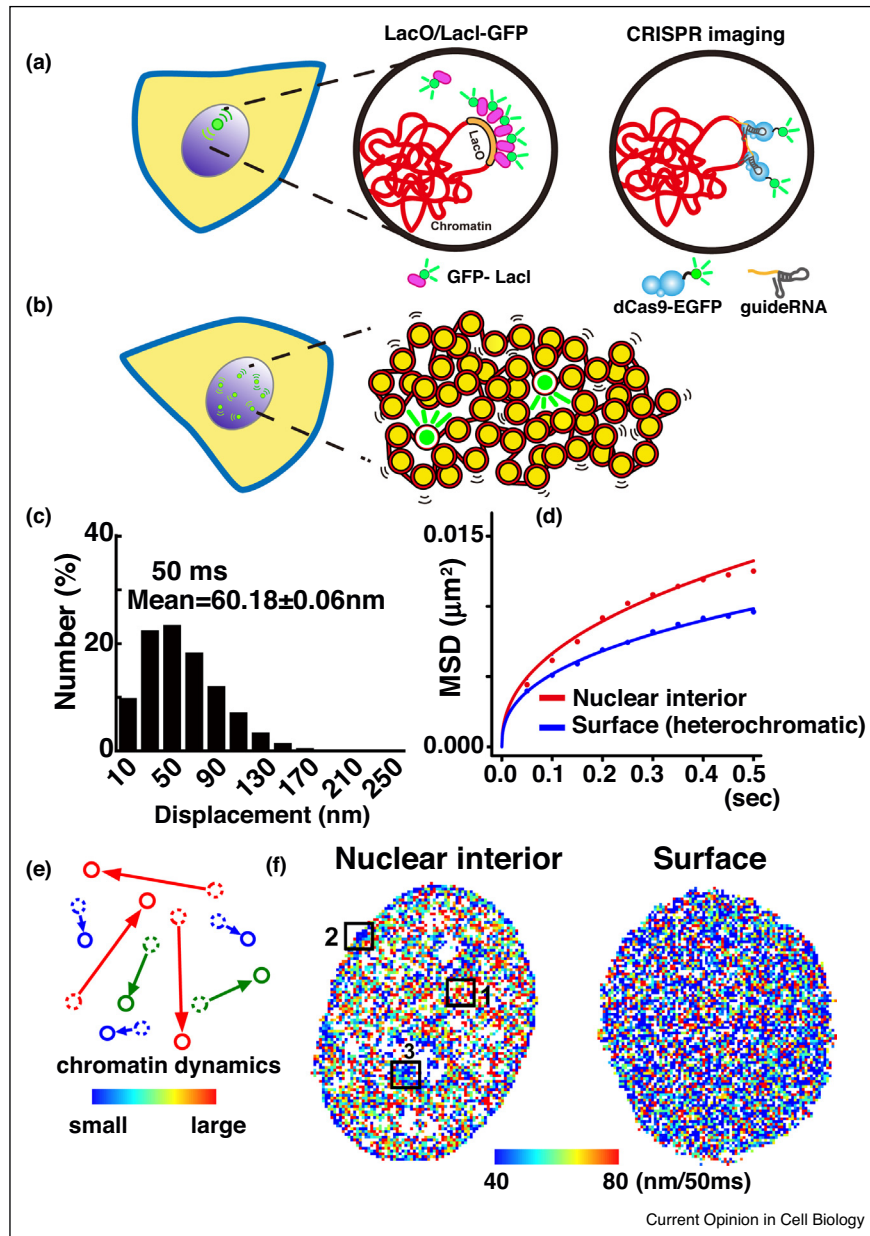 (a)
LacO/LacI-GFP
CRISPR imaging
LacO
Chromatin
GFP- LacI
dCas9-EGFP
guideRNA
(b)
(c)
40
20
0
Number (%)
50 ms
Mean=60.18±0.06nm
10
50
90
130
170
210
250
Displacement (nm)
(d)
0.015
0.000
MSD (μm²)
Nuclear interior
Surface (heterochromatic)
0.0
0.1
0.2
0.3
0.4
0.5
(sec)
(e)
chromatin dynamics
small
large
(f)
Nuclear interior
Surface
2
1
3
40
80 (nm/50ms)
Current Opinion in Cell Biology